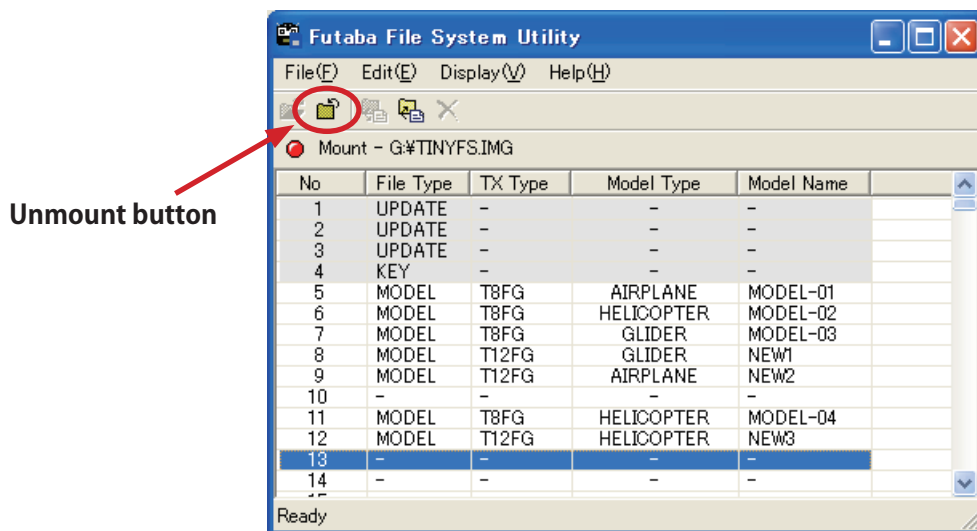 Futaba File System Utility
File(F) Edit(E) Display(V) Help(H)
Mount - G:¥TINYFS.IMG
Unmount button
No File Type TX Type Model Type Model Name
1 UPDATE - - -
2 UPDATE - - -
3 UPDATE - - -
4 KEY - - -
5 MODEL T8FG AIRPLANE MODEL-01
6 MODEL T8FG HELICOPTER MODEL-02
7 MODEL T8FG GLIDER MODEL-03
8 MODEL T12FG GLIDER NEW1
9 MODEL T12FG AIRPLANE NEW2
10 - - - -
11 MODEL T8FG HELICOPTER MODEL-04
12 MODEL T12FG HELICOPTER NEW3
13 - - - -
14 - - - -
Ready